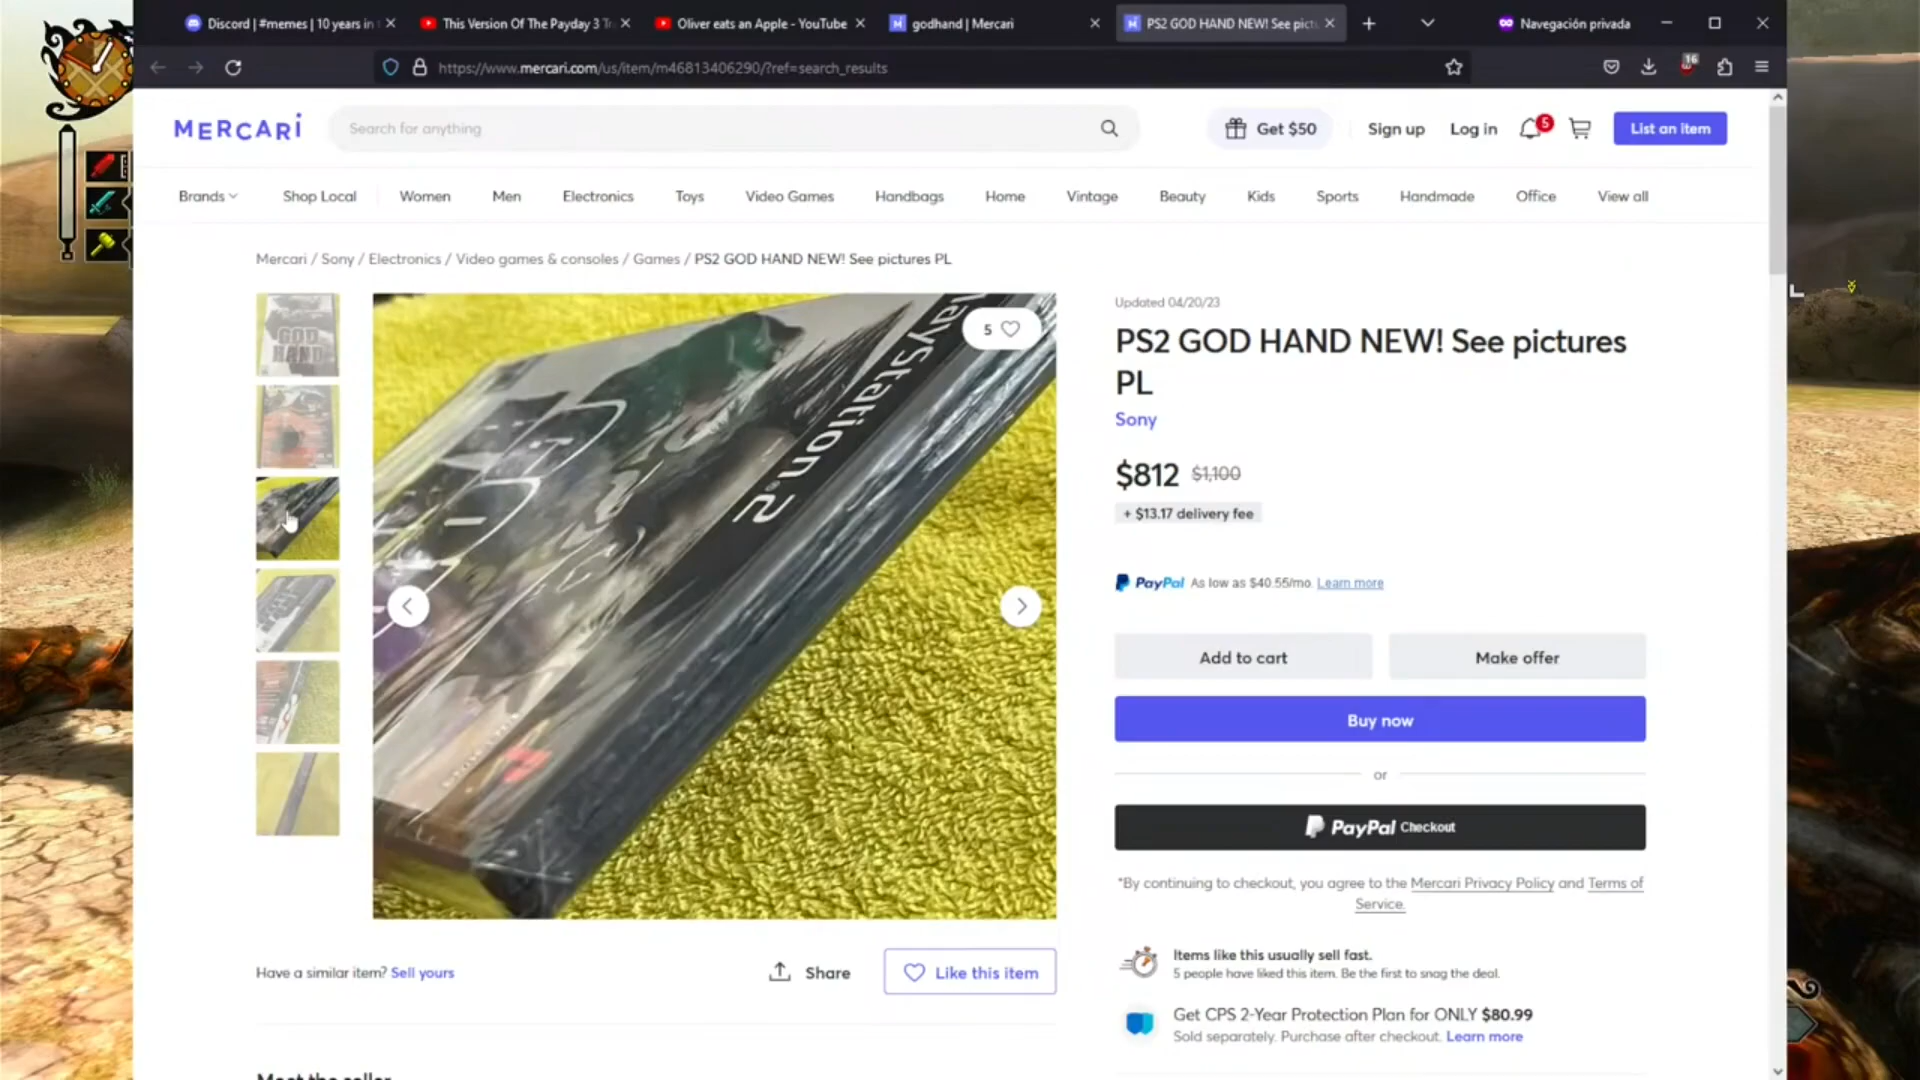 Discord | #memes | 10 years in
This Version Of The Payday 3 Tr
Oliver eats an Apple - YouTube
godhand | Mercari
PS2 GOD HAND NEW! See pict
Navegación privada
https://www.mercari.com/us/item/m46813406290/?ref=search_results
16
MERCARI
Search for anything
Get $50
Sign up
Log in
5
List an item
Brands
Shop Local
Women
Men
Electronics
Toys
Video Games
Handbags
Home
Vintage
Beauty
Kids
Sports
Handmade
Office
View all
Mercari / Sony / Electronics / Video games & consoles / Games / PS2 GOD HAND NEW! See pictures PL
GOD
HAND
PlayStation.2
5
Updated 04/20/23
PS2 GOD HAND NEW! See pictures
PL
Sony
$812 $1,100
+ $13.17 delivery fee
PayPal As low as $40.55/mo. Learn more
Add to cart
Make offer
Buy now
or
PayPal Checkout
*By continuing to checkout, you agree to the Mercari Privacy Policy and Terms of
Service.
Items like this usually sell fast.
5 people have liked this item. Be the first to snag the deal.
Get CPS 2-Year Protection Plan for ONLY $80.99
Sold separately. Purchase after checkout. Learn more
Have a similar item? Sell yours
Share
Like this item
Meet the seller